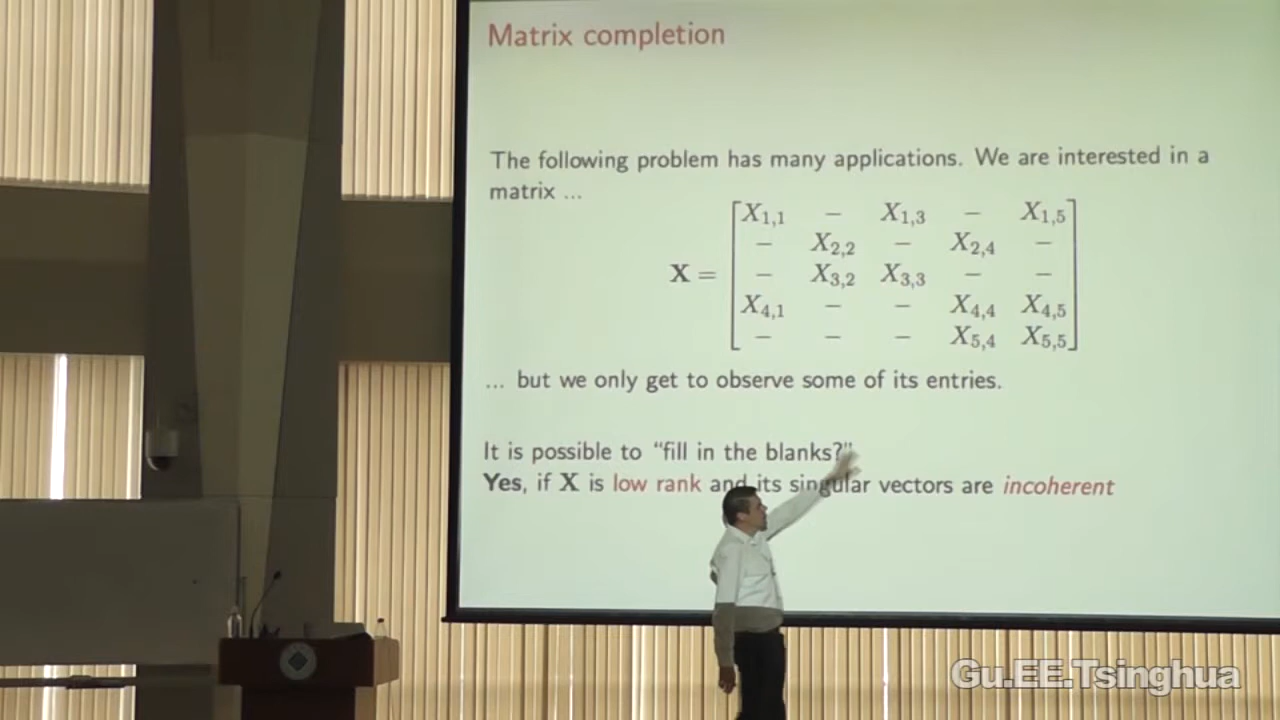 Matrix completion
The following problem has many applications. We are interested in a
matrix ...
X = [X1,1 – X1,3 – X1,5
– X2,2 – X2,4 –
– X3,2 X3,3 – –
X4,1 – – X4,4 X4,5
– – – X5,4 X5,5]
... but we only get to observe some of its entries.
It is possible to “fill in the blanks?”
Yes, if X is low rank and its singular vectors are incoherent
Gu.EE.Tsinghua